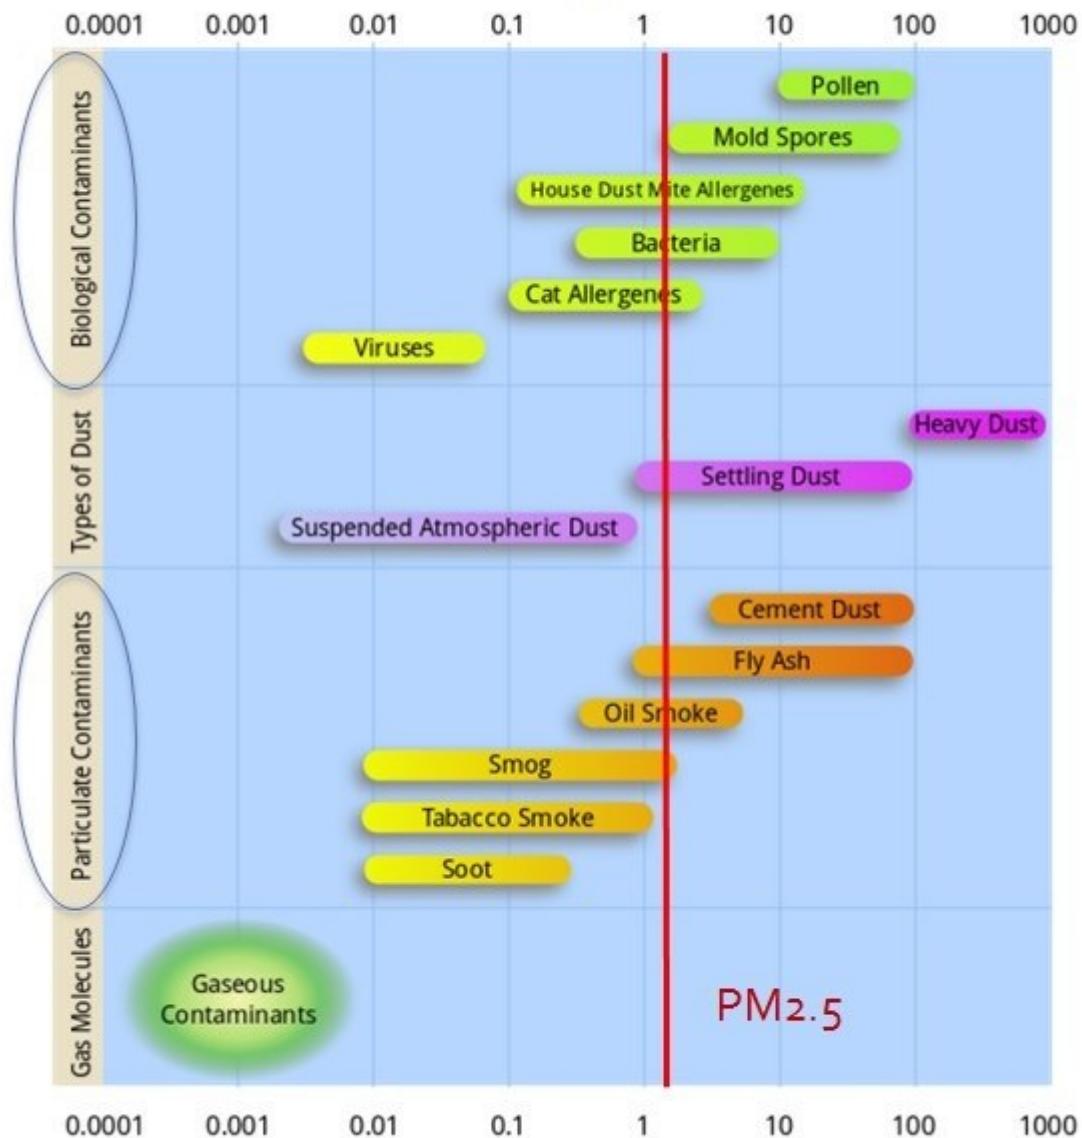 0.0001 0.001 0.01 0.1 1 10 100 1000
Biological Contaminants
Pollen
Mold Spores
House Dust Mite Allergenes
Bacteria
Cat Allergenes
Viruses
Types of Dust
Heavy Dust
Settling Dust
Suspended Atmospheric Dust
Particulate Contaminants
Cement Dust
Fly Ash
Oil Smoke
Smog
Tabacco Smoke
Soot
Gas Molecules
Gaseous
Contaminants
PM2.5
0.0001 0.001 0.01 0.1 1 10 100 1000